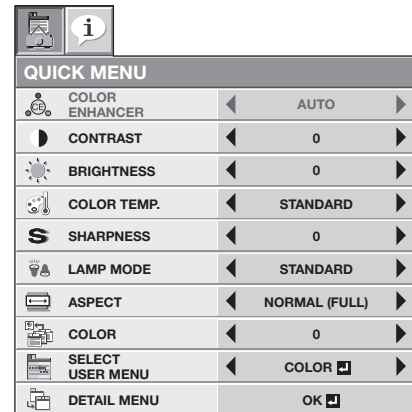 i
QUICK MENU
CE COLOR ENHANCER AUTO
CONTRAST 0
BRIGHTNESS 0
COLOR TEMP. STANDARD
S SHARPNESS 0
LAMP MODE STANDARD
ASPECT NORMAL (FULL)
COLOR 0
SELECT USER MENU COLOR
DETAIL MENU OK